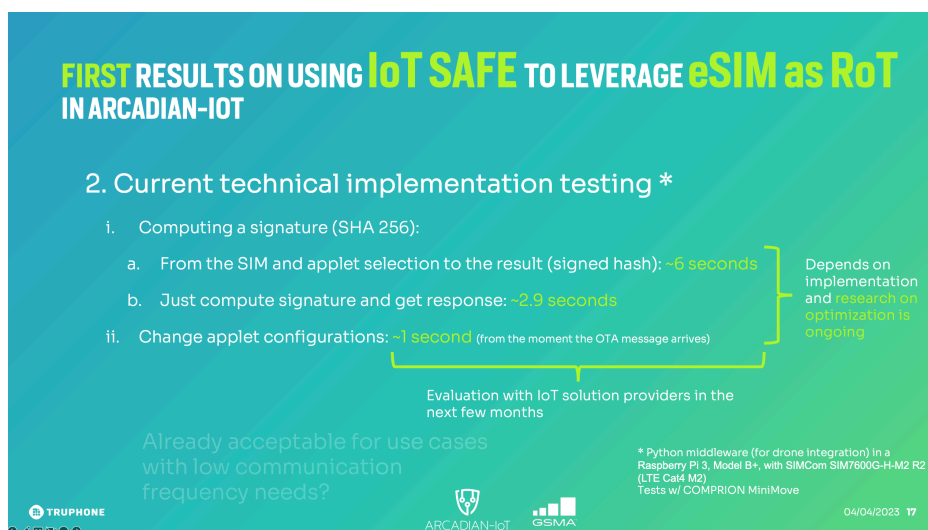 FIRST RESULTS ON USING IoT SAFE TO LEVERAGE eSIM as RoT
IN ARCADIAN-IOT
2. Current technical implementation testing *
i. Computing a signature (SHA 256):
a. From the SIM and applet selection to the result (signed hash): ~6 seconds
b. Just compute signature and get response: ~2.9 seconds
ii. Change applet configurations: ~1 second (from the moment the OTA message arrives)
Depends on
implementation
and research on
optimization is
ongoing
Evaluation with IoT solution providers in the
next few months
Already acceptable for use cases
with low communication
frequency needs?
* Python middleware (for drone integration) in a
Raspberry Pi 3, Model B+, with SIMCom SIM7600G-H-M2 R2
(LTE Cat4 M2)
Tests w/ COMPRION MiniMove
TRUPHONE
ARCADIAN-IoT
GSMA
04/04/2023 17